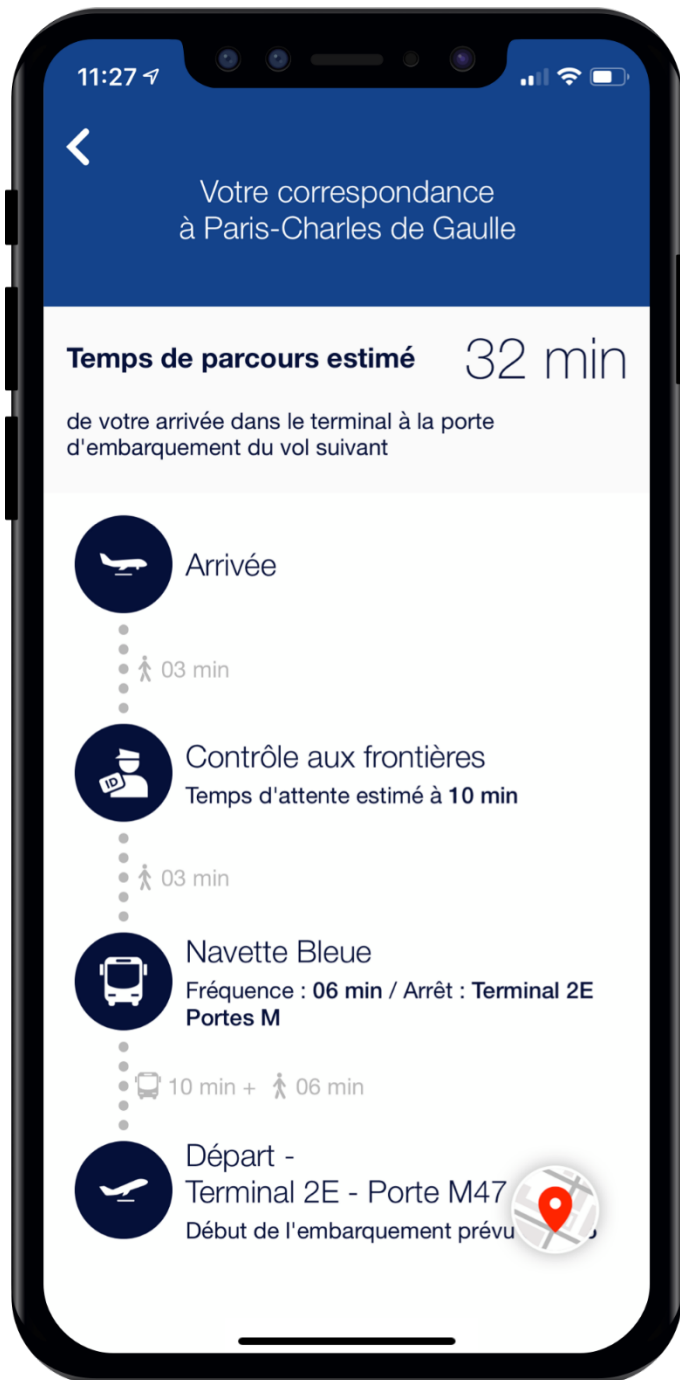 11:27
Votre correspondance
à Paris-Charles de Gaulle
Temps de parcours estimé 32 min
de votre arrivée dans le terminal à la porte
d'embarquement du vol suivant
Arrivée
03 min
ID
Contrôle aux frontières
Temps d'attente estimé à 10 min
03 min
Navette Bleue
Fréquence : 06 min / Arrêt : Terminal 2E
Portes M
10 min + 06 min
Départ -
Terminal 2E - Porte M47
Début de l'embarquement prévu